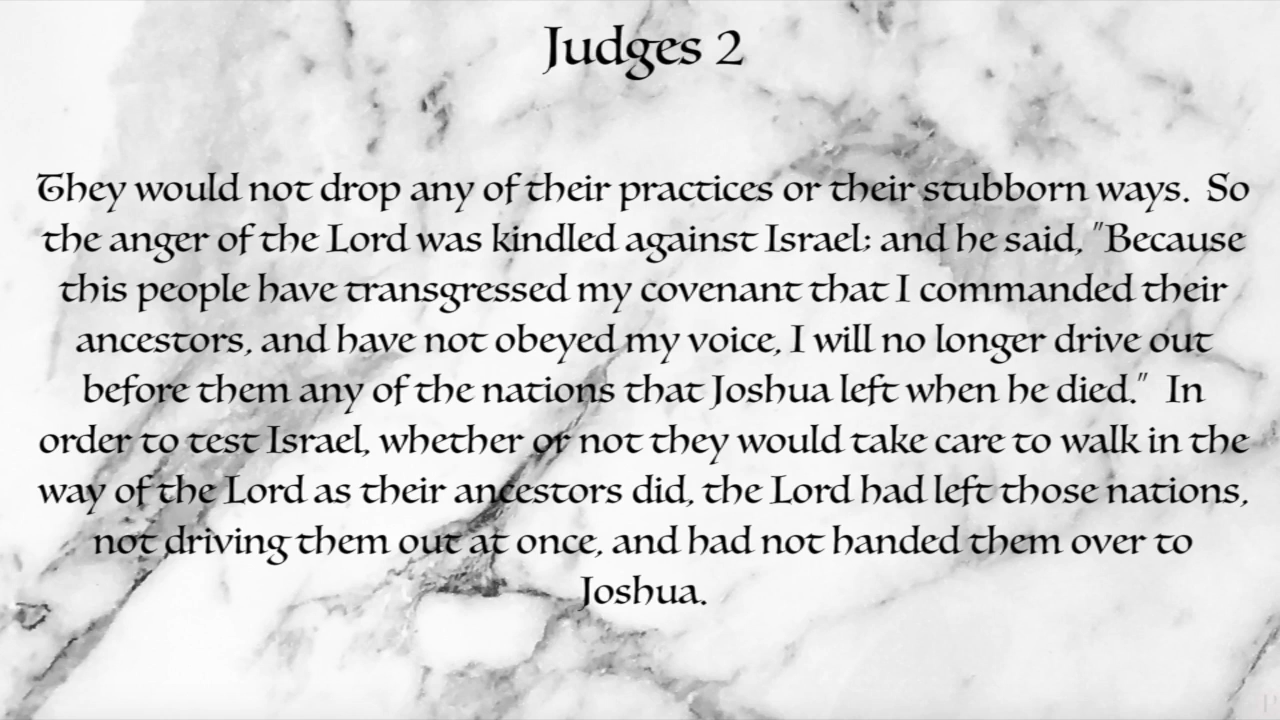 Judges 2
They would not drop any of their practices or their stubborn ways.  So
the anger of the Lord was kindled against Israel; and he said, "Because
this people have transgressed my covenant that I commanded their
ancestors, and have not obeyed my voice, I will no longer drive out
before them any of the nations that Joshua left when he died."  In
order to test Israel, whether or not they would take care to walk in the
way of the Lord as their ancestors did, the Lord had left those nations,
not driving them out at once, and had not handed them over to
Joshua.